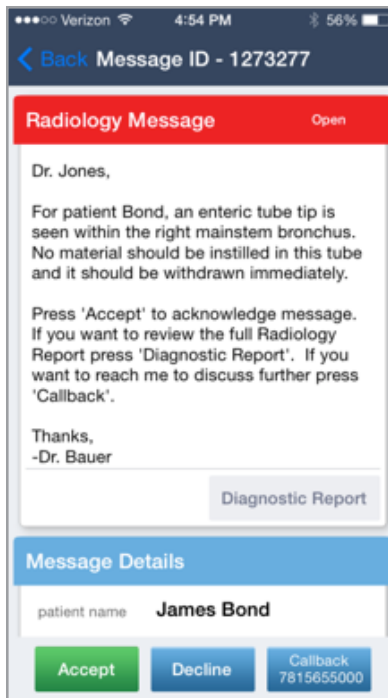 Verizon 4:54 PM 56%
Back Message ID - 1273277
Radiology Message Open
Dr. Jones,
For patient Bond, an enteric tube tip is
seen within the right mainstem bronchus.
No material should be instilled in this tube
and it should be withdrawn immediately.
Press 'Accept' to acknowledge message.
If you want to review the full Radiology
Report press 'Diagnostic Report'.  If you
want to reach me to discuss further press
'Callback'.
Thanks,
-Dr. Bauer
Diagnostic Report
Message Details
patient name James Bond
Accept Decline Callback
7815655000